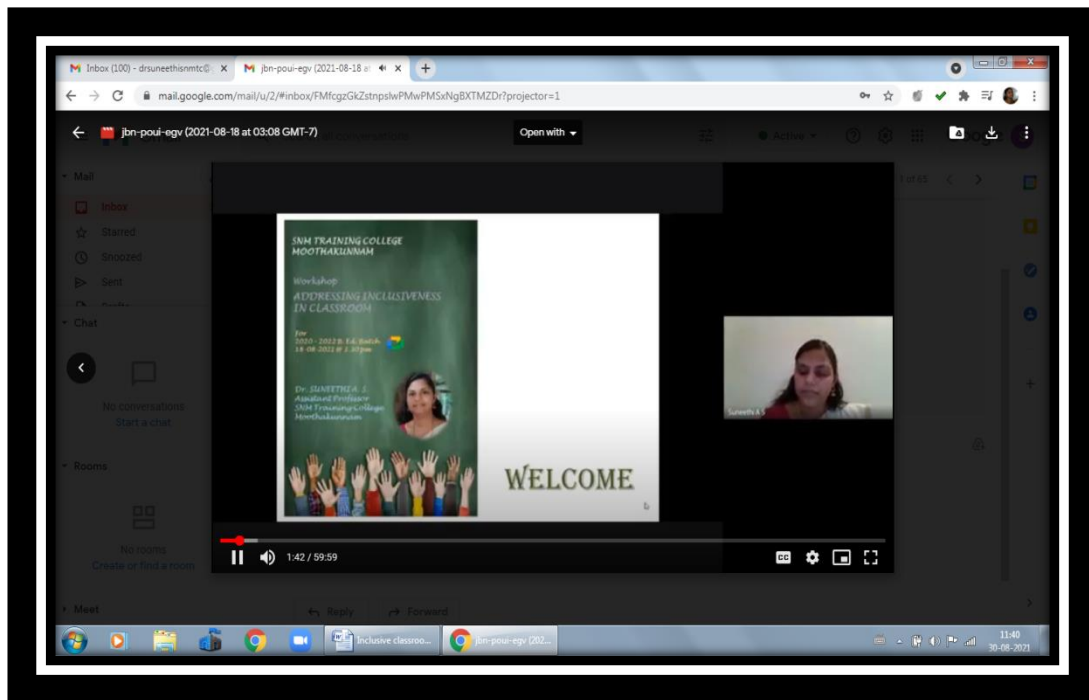 Inbox (100) - drsuneethisnmtc@
jbn-poui-egv (2021-08-18 at
mail.google.com/mail/u/2/#inbox/FMfcgzGkZstnpslwPMwPMSxNgBXTMZDr?projector=1
jbn-poui-egv (2021-08-18 at 03:08 GMT-7)
Open with
Active
Mail
Inbox
Starred
Snoozed
Sent
Drafts
Chat
No conversations
Start a chat
Rooms
No rooms
Create or find a room
Meet
SNM TRAINING COLLEGE
MOOTHAKUNNAM
Workshop
ADDRESSING INCLUSIVENESS
IN CLASSROOM
For
2020 - 2022 B. Ed. Batch
18-08-2021 @ 3.30pm
Dr. SUNEETHI A. S.
Assistant Professor
SNM Training College
Moothakunnam
WELCOME
Suneethi A S
1:42 / 59:59
CC
Reply
Forward
Inclusive classroo...
jbn-poui-egv (202...
11:40
30-08-2021